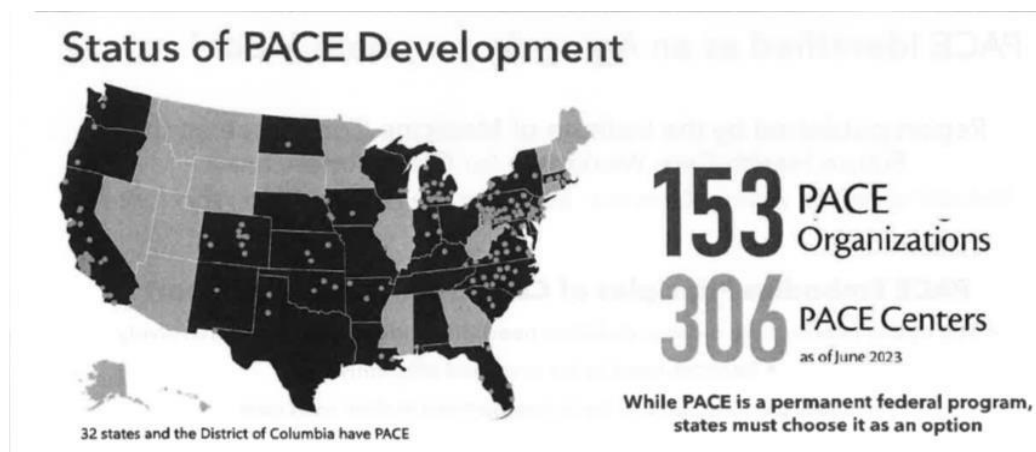 Status of PACE Development
153 PACE
Organizations
306 PACE Centers
as of June 2023
While PACE is a permanent federal program,
states must choose it as an option
32 states and the District of Columbia have PACE